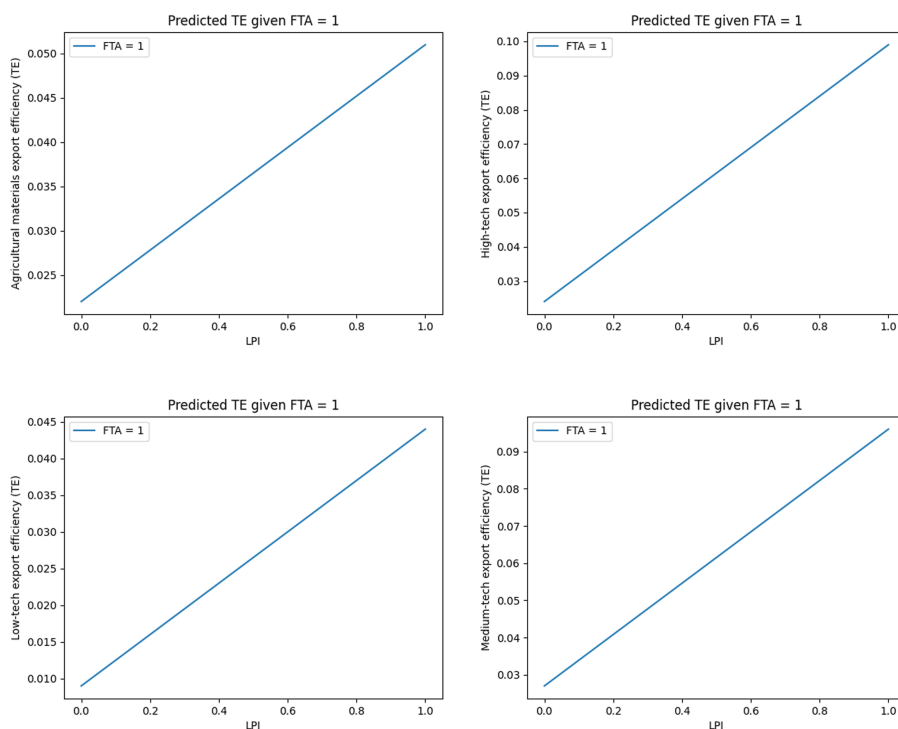 Predicted TE given FTA = 1
FTA = 1
Agricultural materials export efficiency (TE)
0.050
0.045
0.040
0.035
0.030
0.025
0.0 0.2 0.4 0.6 0.8 1.0
LPI
Predicted TE given FTA = 1
FTA = 1
High-tech export efficiency (TE)
0.10
0.09
0.08
0.07
0.06
0.05
0.04
0.03
0.0 0.2 0.4 0.6 0.8 1.0
LPI
Predicted TE given FTA = 1
FTA = 1
Low-tech export efficiency (TE)
0.045
0.040
0.035
0.030
0.025
0.020
0.015
0.010
0.0 0.2 0.4 0.6 0.8 1.0
LPI
Predicted TE given FTA = 1
FTA = 1
Medium-tech export efficiency (TE)
0.09
0.08
0.07
0.06
0.05
0.04
0.03
0.0 0.2 0.4 0.6 0.8 1.0
LPI